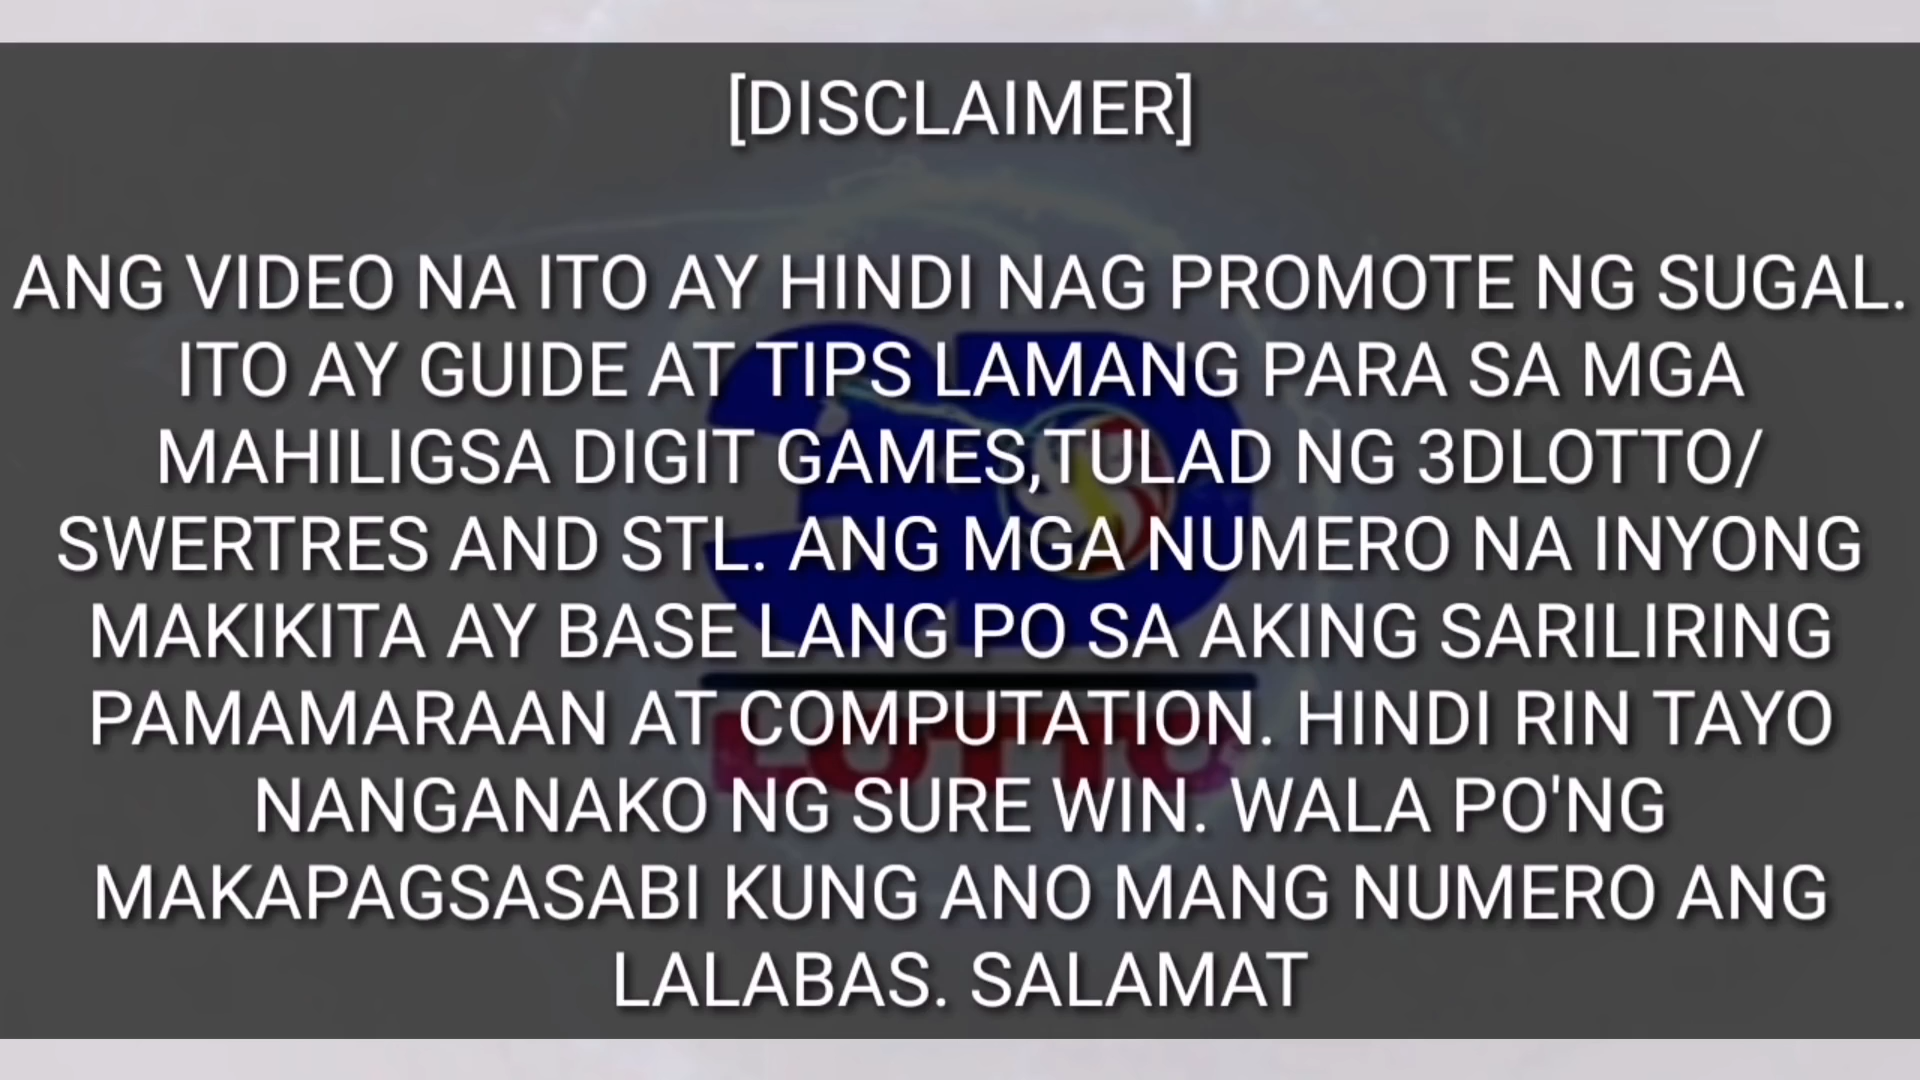 [DISCLAIMER]
ANG VIDEO NA ITO AY HINDI NAG PROMOTE NG SUGAL.
ITO AY GUIDE AT TIPS LAMANG PARA SA MGA
MAHILIGSA DIGIT GAMES,TULAD NG 3DLOTTO/
SWERTRES AND STL. ANG MGA NUMERO NA INYONG
MAKIKITA AY BASE LANG PO SA AKING SARILIRING
PAMAMARAAN AT COMPUTATION. HINDI RIN TAYO
NANGANAKO NG SURE WIN. WALA PO'NG
MAKAPAGSASABI KUNG ANO MANG NUMERO ANG
LALABAS. SALAMAT
3D
LOTTO